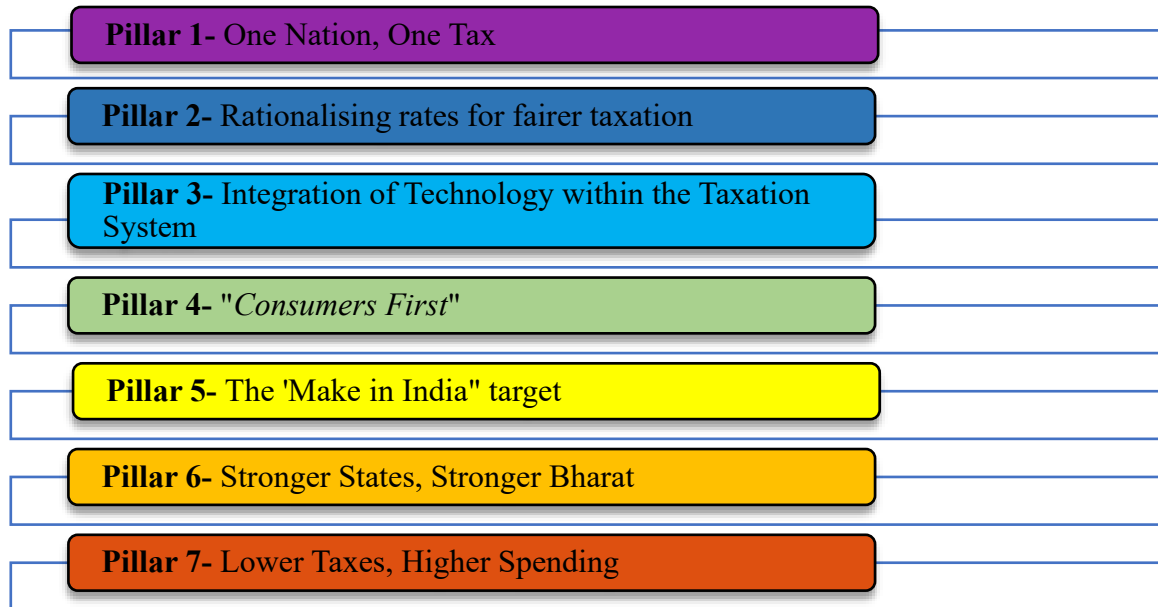 Pillar 1- One Nation, One Tax
Pillar 2- Rationalising rates for fairer taxation
Pillar 3- Integration of Technology within the Taxation
System
Pillar 4- "Consumers First"
Pillar 5- The 'Make in India" target
Pillar 6- Stronger States, Stronger Bharat
Pillar 7- Lower Taxes, Higher Spending